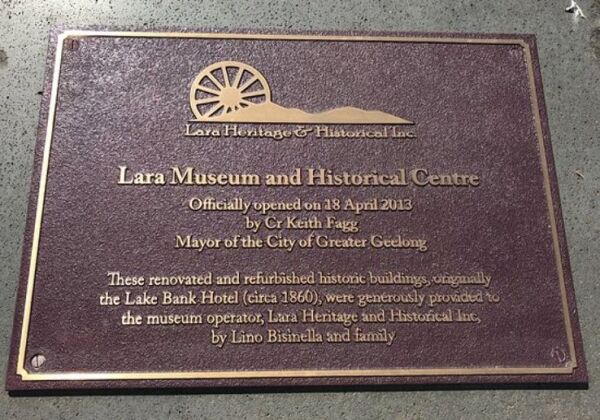 Lara Heritage & Historical Inc.
Lara Museum and Historical Centre
Officially opened on 18 April 2013
by Cr Keith Fagg
Mayor of the City of Greater Geelong
These renovated and refurbished historic buildings, originally
the Lake Bank Hotel (circa 1860), were generously provided to
the museum operator, Lara Heritage and Historical Inc,
by Lino Bisinella and family